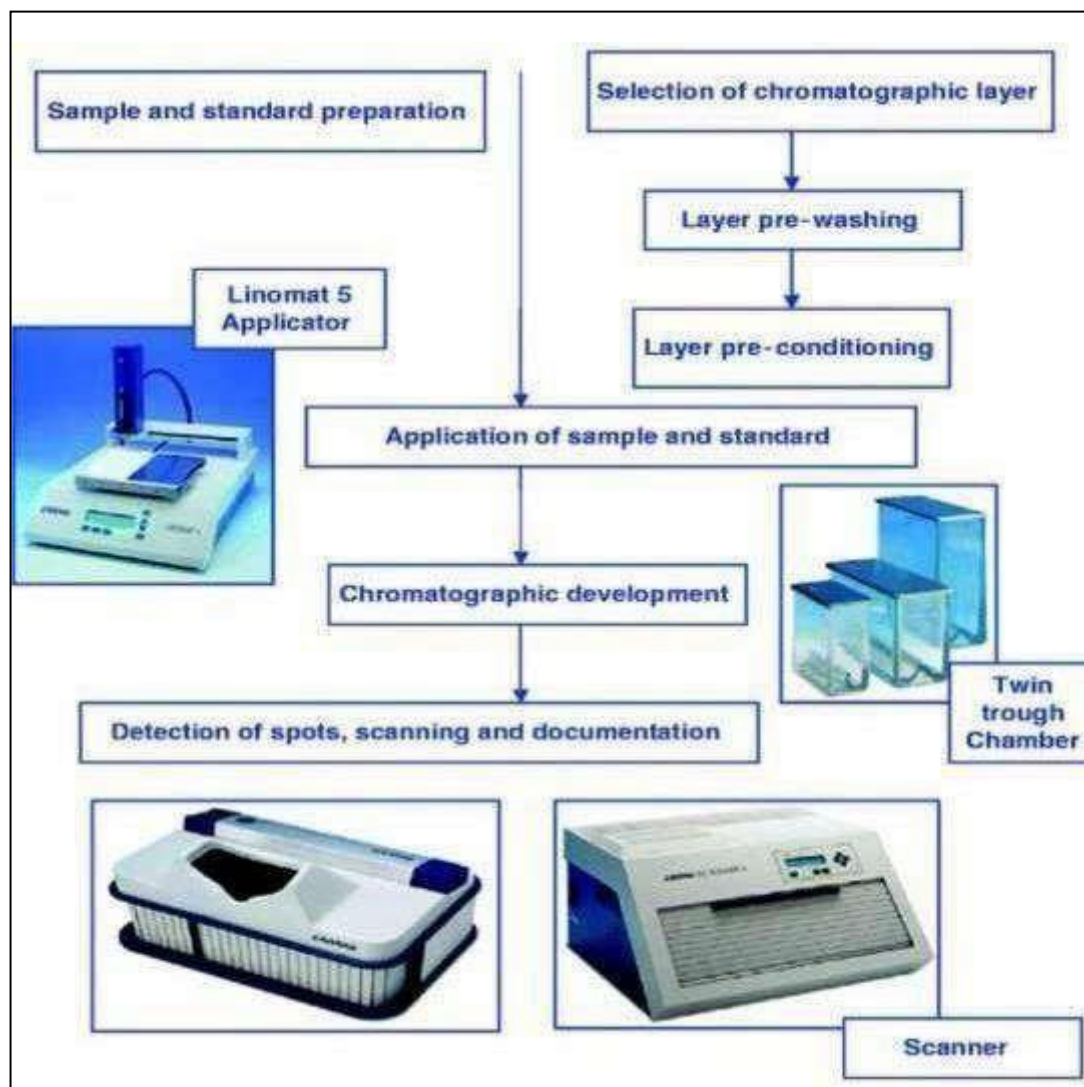 Sample and standard preparation
Selection of chromatographic layer
Layer pre-washing
Layer pre-conditioning
Linomat 5
Applicator
Application of sample and standard
Chromatographic development
Twin
trough
Chamber
Detection of spots, scanning and documentation
Scanner